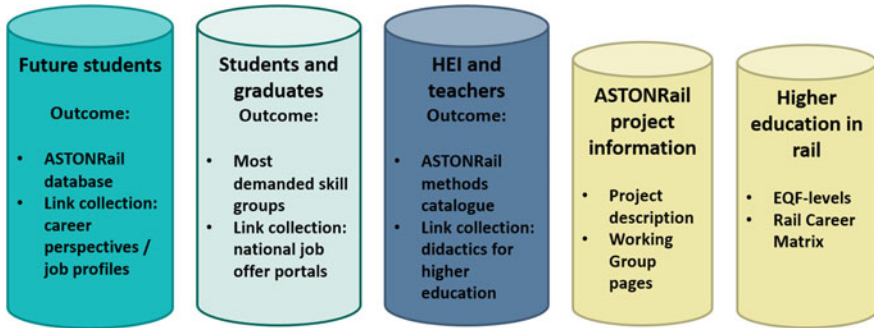 Future students
Outcome:
• ASTONRail
database
• Link collection:
career
perspectives /
job profiles
Students and
graduates
Outcome:
• Most
demanded skill
groups
• Link collection:
national job
offer portals
HEI and
teachers
Outcome:
• ASTONRail
methods
catalogue
• Link collection:
didactics for
higher
education
ASTONRail
project
information
• Project
description
• Working
Group
pages
Higher
education in
rail
• EQF-levels
• Rail Career
Matrix